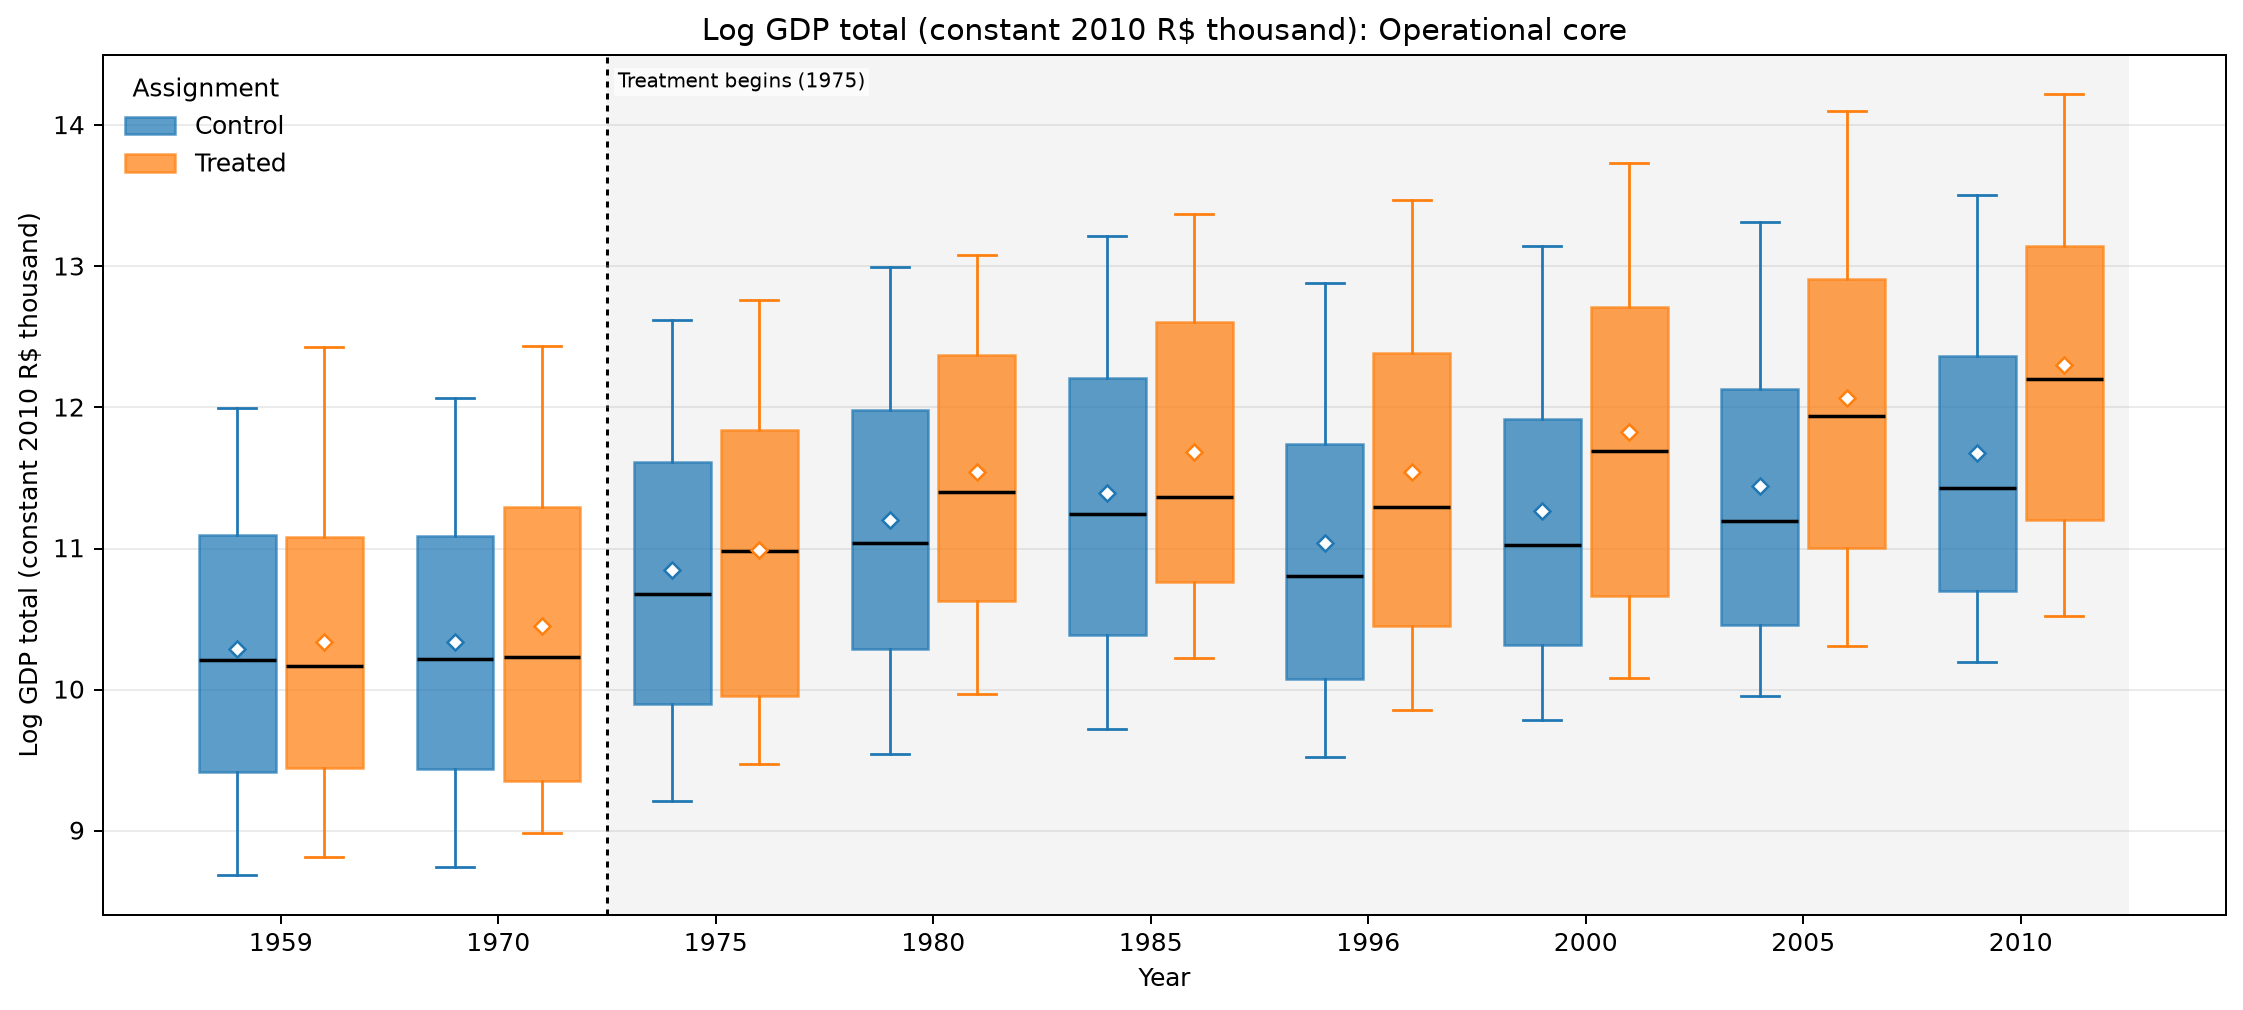 Log GDP total (constant 2010 R$ thousand): Operational core
Treatment begins (1975)
Assignment
Control
Treated
Log GDP total (constant 2010 R$ thousand)
14
13
12
11
10
9
1959 1970 1975 1980 1985 1996 2000 2005 2010
Year